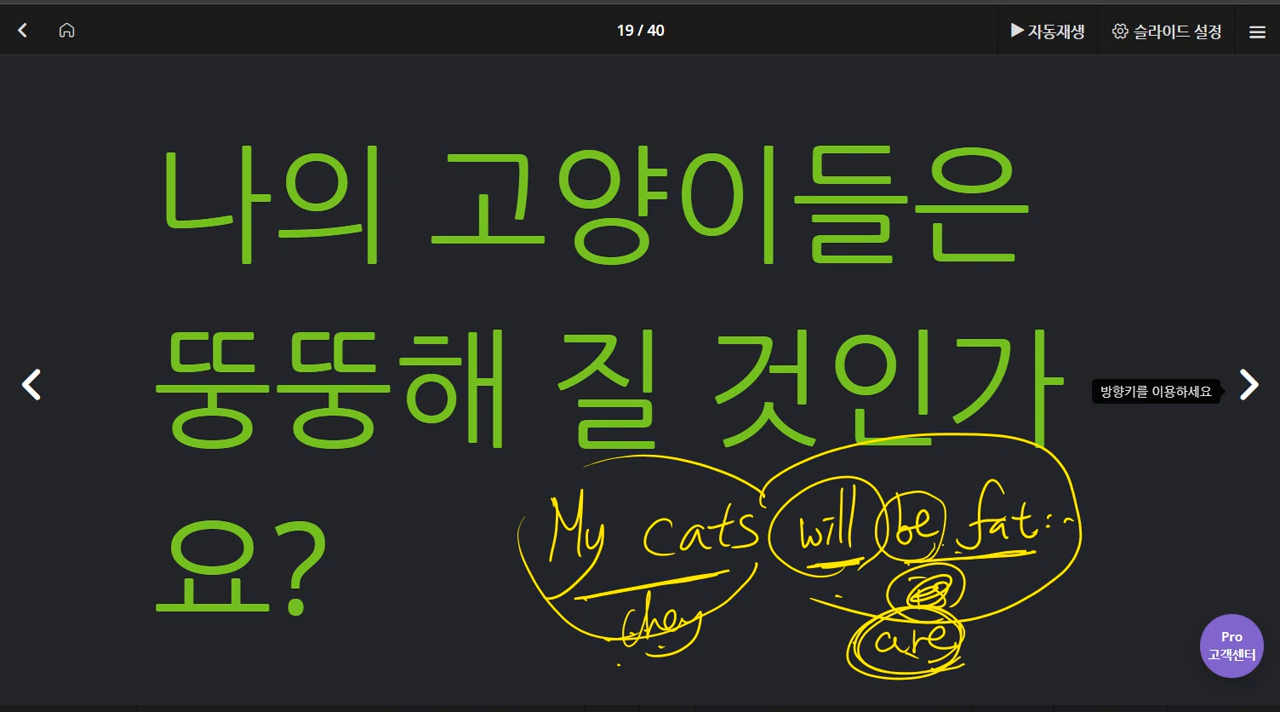 19 / 40
자동재생
슬라이드 설정
나의 고양이들은
뚱뚱해 질 것인가
방향키를 이용하세요
요?
My cats will be fat.
they
are
Pro
고객센터